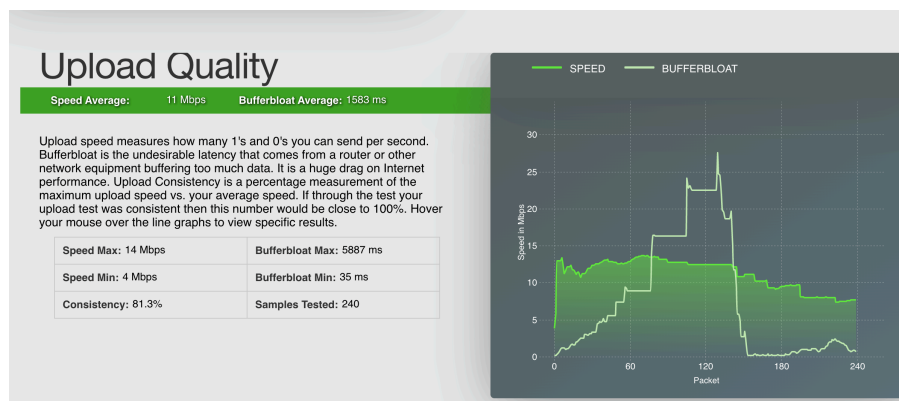 Upload Quality
Speed Average: 11 Mbps Bufferbloat Average: 1583 ms
Upload speed measures how many 1's and 0's you can send per second.
Bufferbloat is the undesirable latency that comes from a router or other
network equipment buffering too much data. It is a huge drag on Internet
performance. Upload Consistency is a percentage measurement of the
maximum upload speed vs. your average speed. If through the test your
upload test was consistent then this number would be close to 100%. Hover
your mouse over the line graphs to view specific results.
Speed Max: 14 Mbps Bufferbloat Max: 5887 ms
Speed Min: 4 Mbps Bufferbloat Min: 35 ms
Consistency: 81.3% Samples Tested: 240
SPEED BUFFERBLOAT
Speed in Mbps
30
25
20
15
10
5
0
0 60 120 180 240
Packet